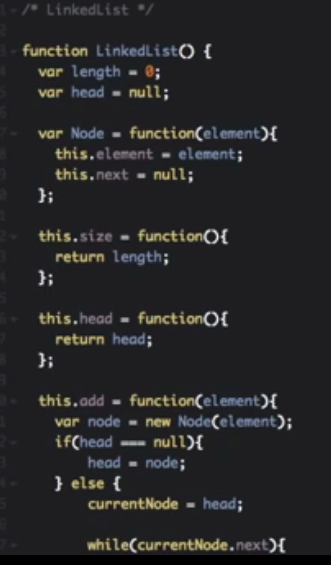 /* LinkedList */
function LinkedList() {
var length = 0;
var head = null;
var Node = function(element){
this.element = element;
this.next = null;
};
this.size = function(){
return length;
};
this.head = function(){
return head;
};
this.add = function(element){
var node = new Node(element);
if(head === null){
head = node;
} else {
currentNode = head;
while(currentNode.next){